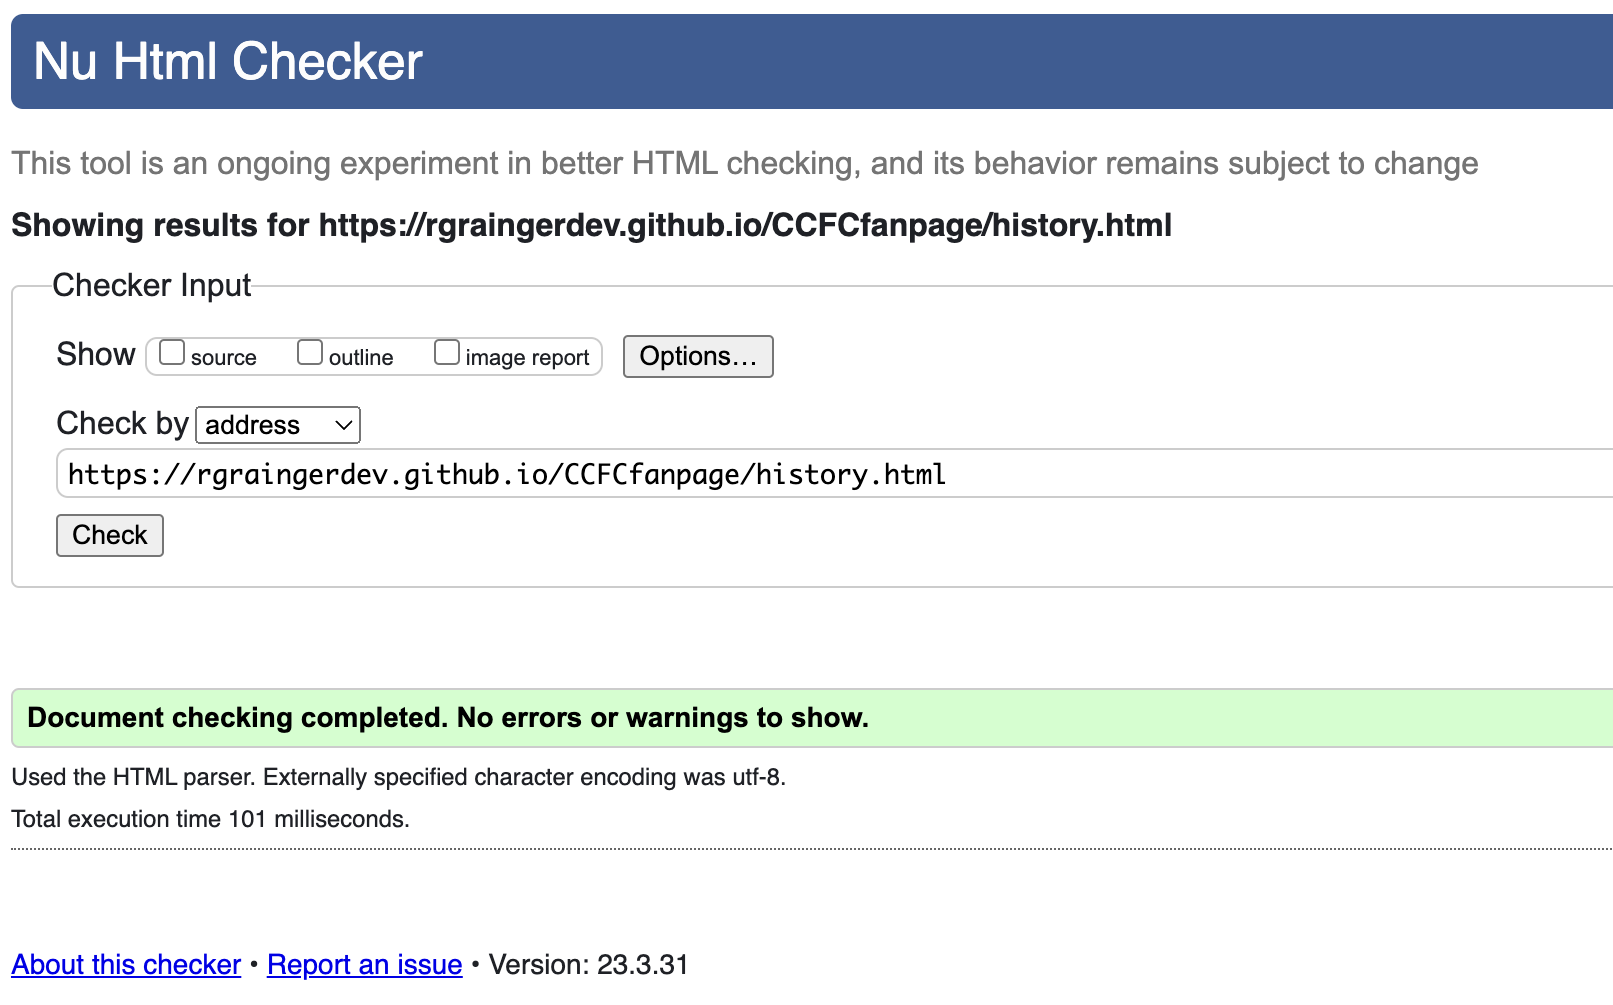 Nu Html Checker
This tool is an ongoing experiment in better HTML checking, and its behavior remains subject to change
Showing results for https://rgraingerdev.github.io/CCFCfanpage/history.html
Checker Input
Show source outline image report Options...
Check by address
https://rgraingerdev.github.io/CCFCfanpage/history.html
Check
Document checking completed. No errors or warnings to show.
Used the HTML parser. Externally specified character encoding was utf-8.
Total execution time 101 milliseconds.
About this checker • Report an issue • Version: 23.3.31